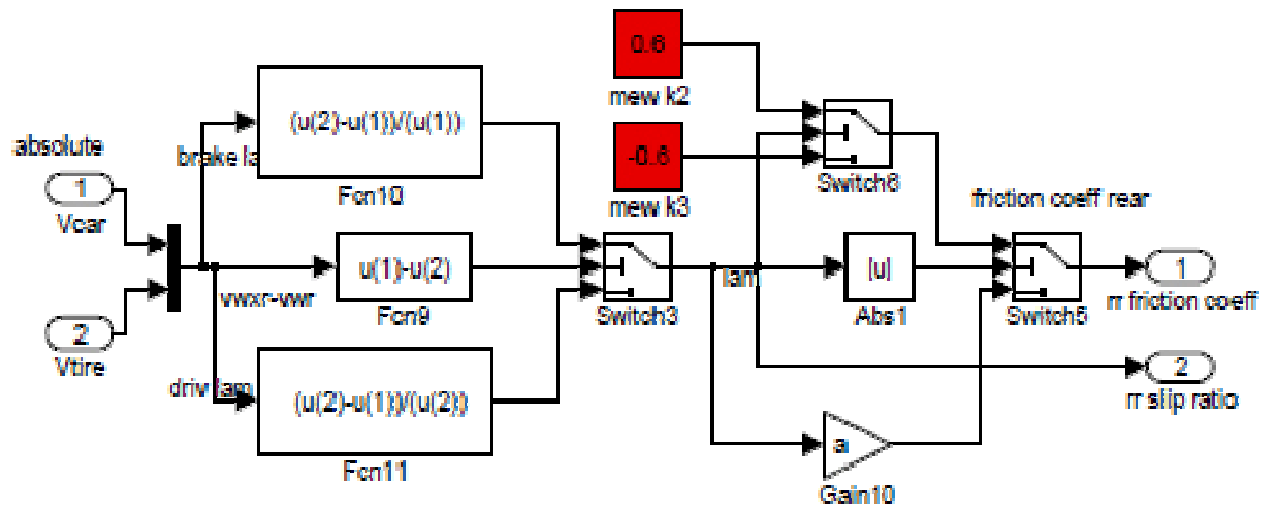 absolute
1
Vcar
2
Vtire
brake la
(u(2)-u(1))/(u(1))
Fcn10
vwxr-vwr
u(1)-u(2)
Fcn9
driv lam
(u(2)-u(1))/(u(2))
Fcn11
0.6
mew k2
-0.6
mew k3
Switch3
Switch6
lam
|u|
Abs1
a
Gain10
friction coeff rear
Switch5
1
rr friction coeff
2
rr slip ratio